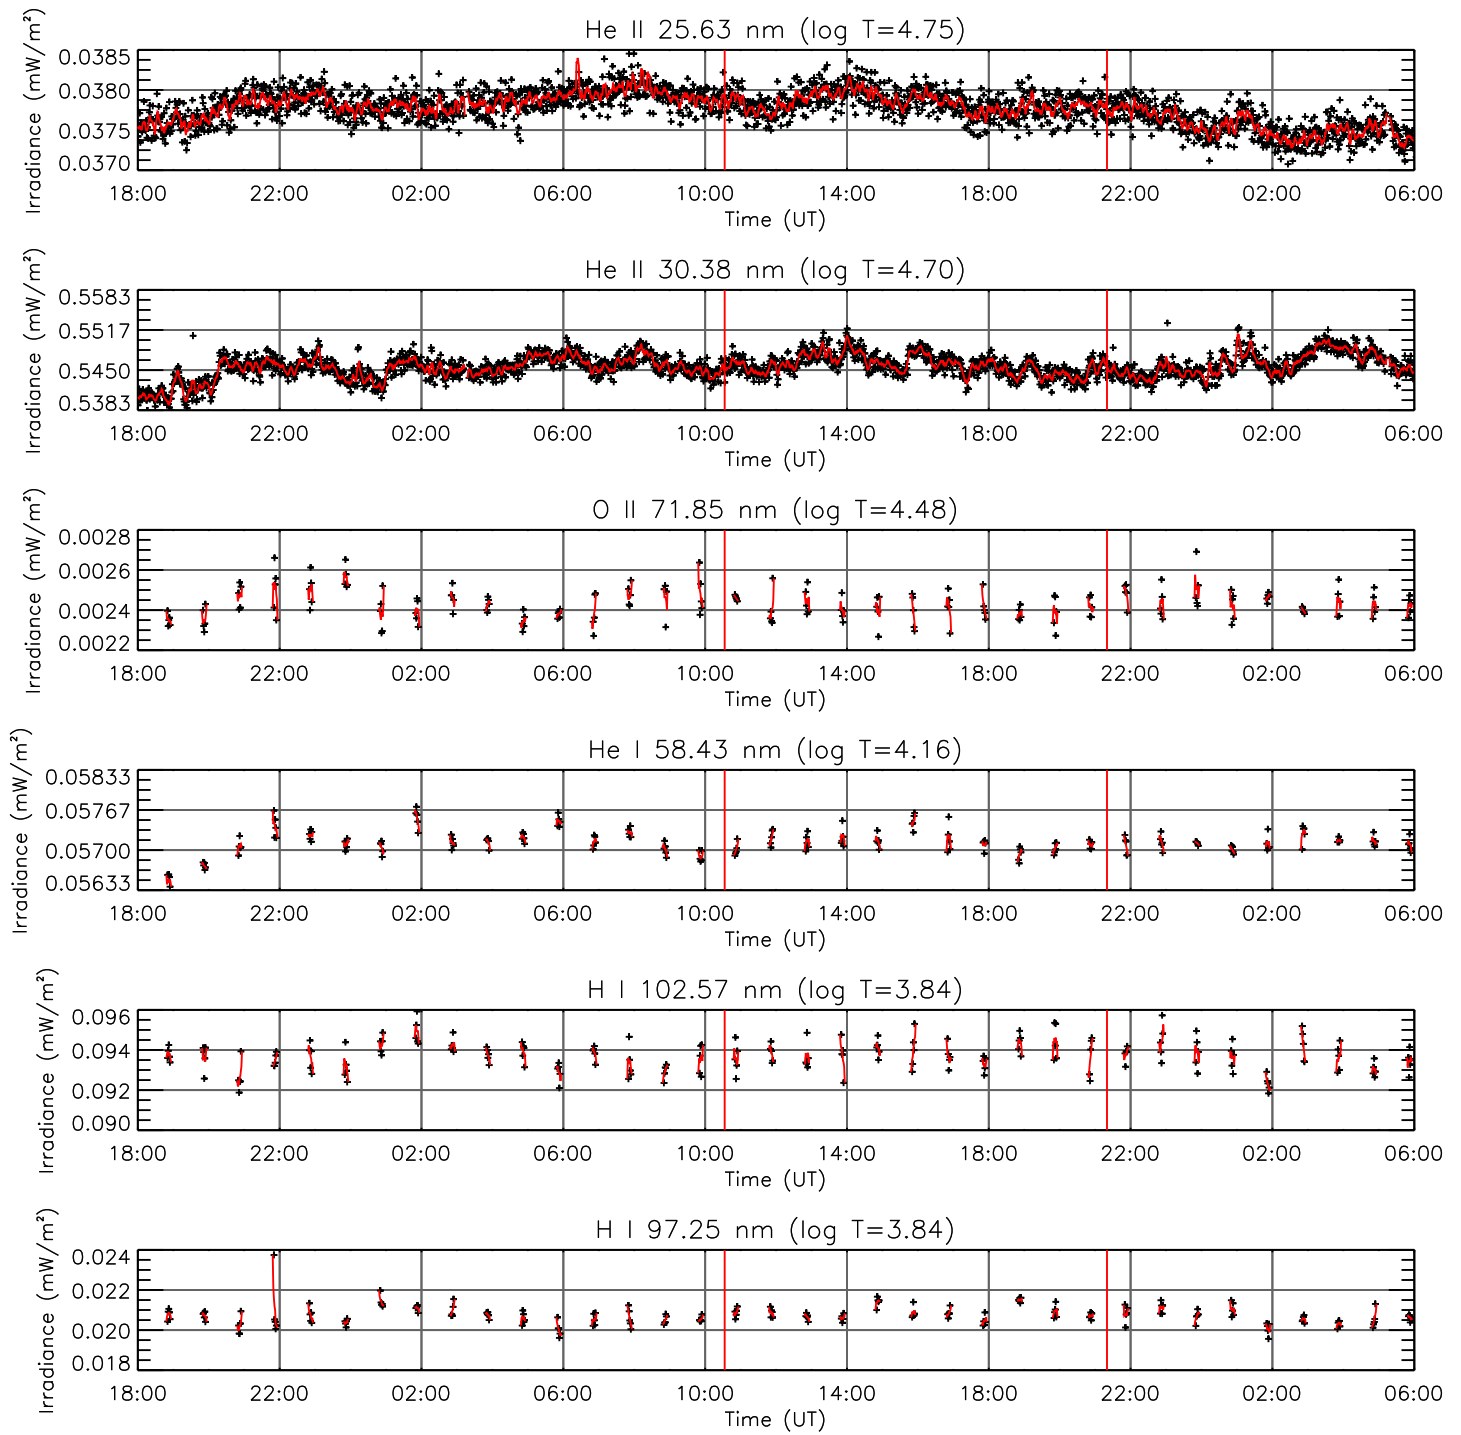 He II 25.63 nm (log T=4.75)
Irradiance (mW/m²)
0.0385
0.0380
0.0375
0.0370
18:00 22:00 02:00 06:00 10:00 14:00 18:00 22:00 02:00 06:00
Time (UT)
He II 30.38 nm (log T=4.70)
Irradiance (mW/m²)
0.5583
0.5517
0.5450
0.5383
18:00 22:00 02:00 06:00 10:00 14:00 18:00 22:00 02:00 06:00
Time (UT)
O II 71.85 nm (log T=4.48)
Irradiance (mW/m²)
0.0028
0.0026
0.0024
0.0022
18:00 22:00 02:00 06:00 10:00 14:00 18:00 22:00 02:00 06:00
Time (UT)
He I 58.43 nm (log T=4.16)
Irradiance (mW/m²)
0.05833
0.05767
0.05700
0.05633
18:00 22:00 02:00 06:00 10:00 14:00 18:00 22:00 02:00 06:00
Time (UT)
H I 102.57 nm (log T=3.84)
Irradiance (mW/m²)
0.096
0.094
0.092
0.090
18:00 22:00 02:00 06:00 10:00 14:00 18:00 22:00 02:00 06:00
Time (UT)
H I 97.25 nm (log T=3.84)
Irradiance (mW/m²)
0.024
0.022
0.020
0.018
18:00 22:00 02:00 06:00 10:00 14:00 18:00 22:00 02:00 06:00
Time (UT)